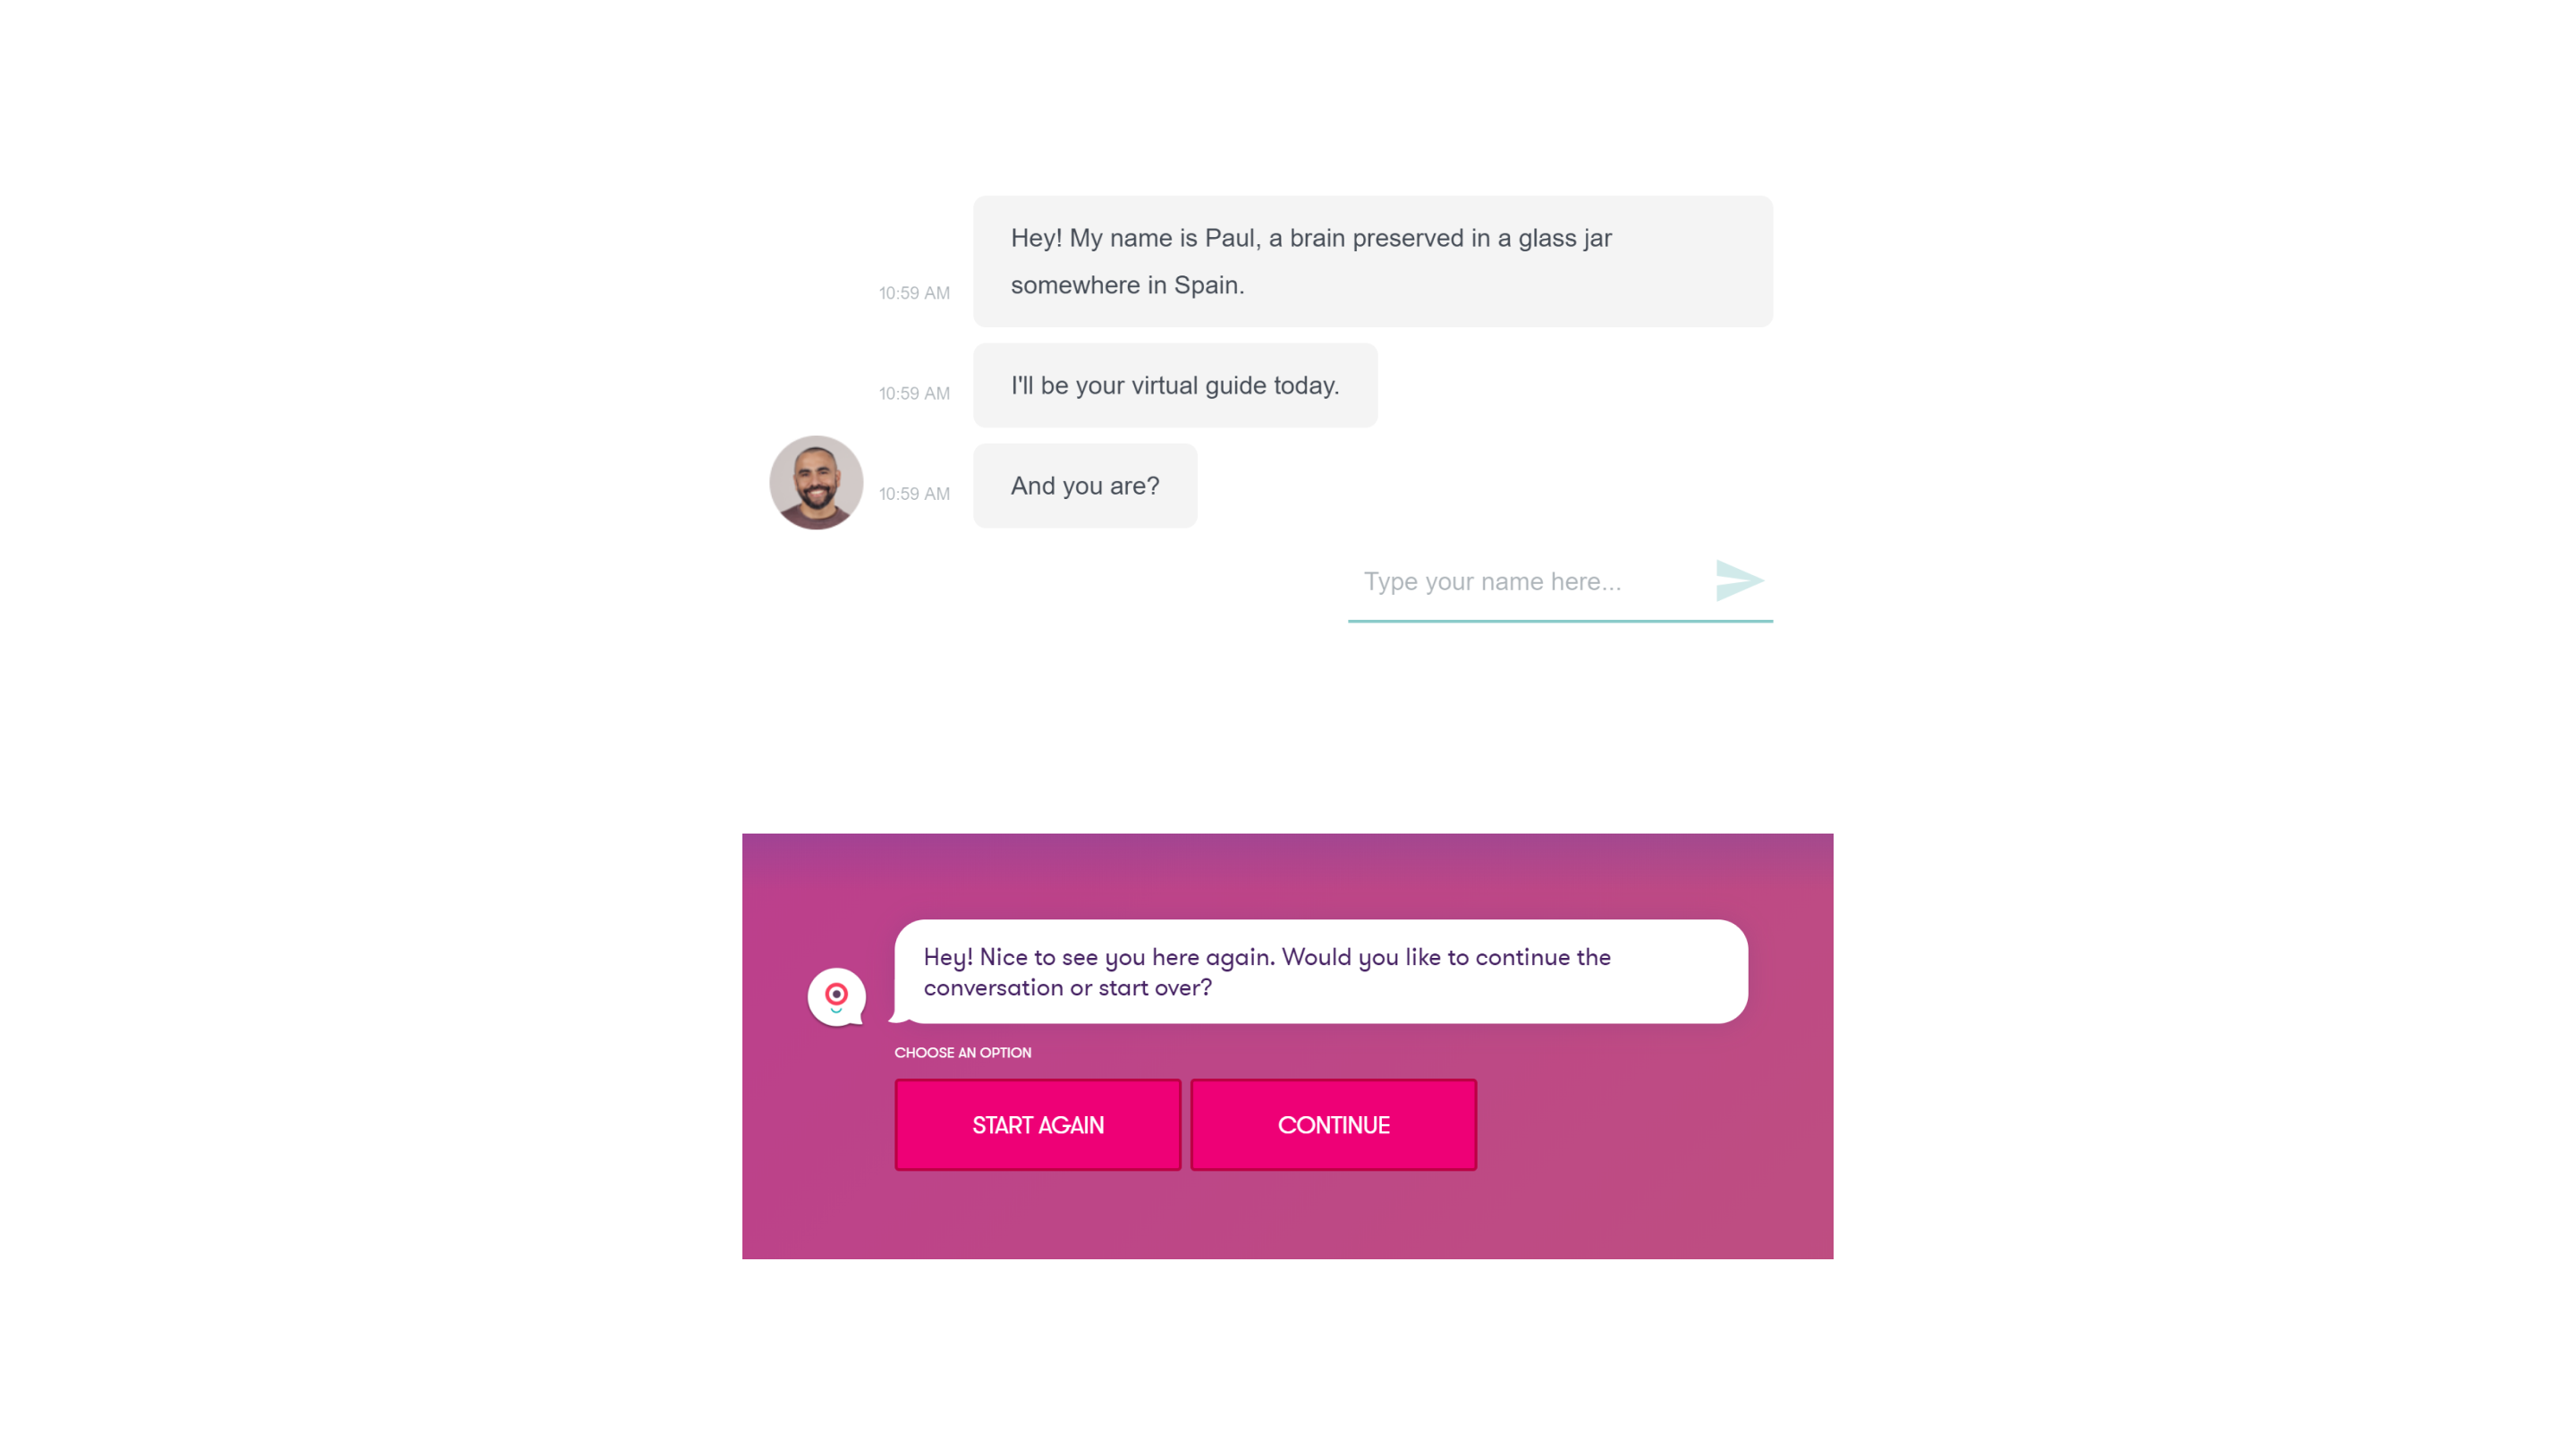 Hey! My name is Paul, a brain preserved in a glass jar
somewhere in Spain.
10:59 AM
I'll be your virtual guide today.
10:59 AM
And you are?
10:59 AM
Type your name here...
Hey! Nice to see you here again. Would you like to continue the
conversation or start over?
CHOOSE AN OPTION
START AGAIN
CONTINUE